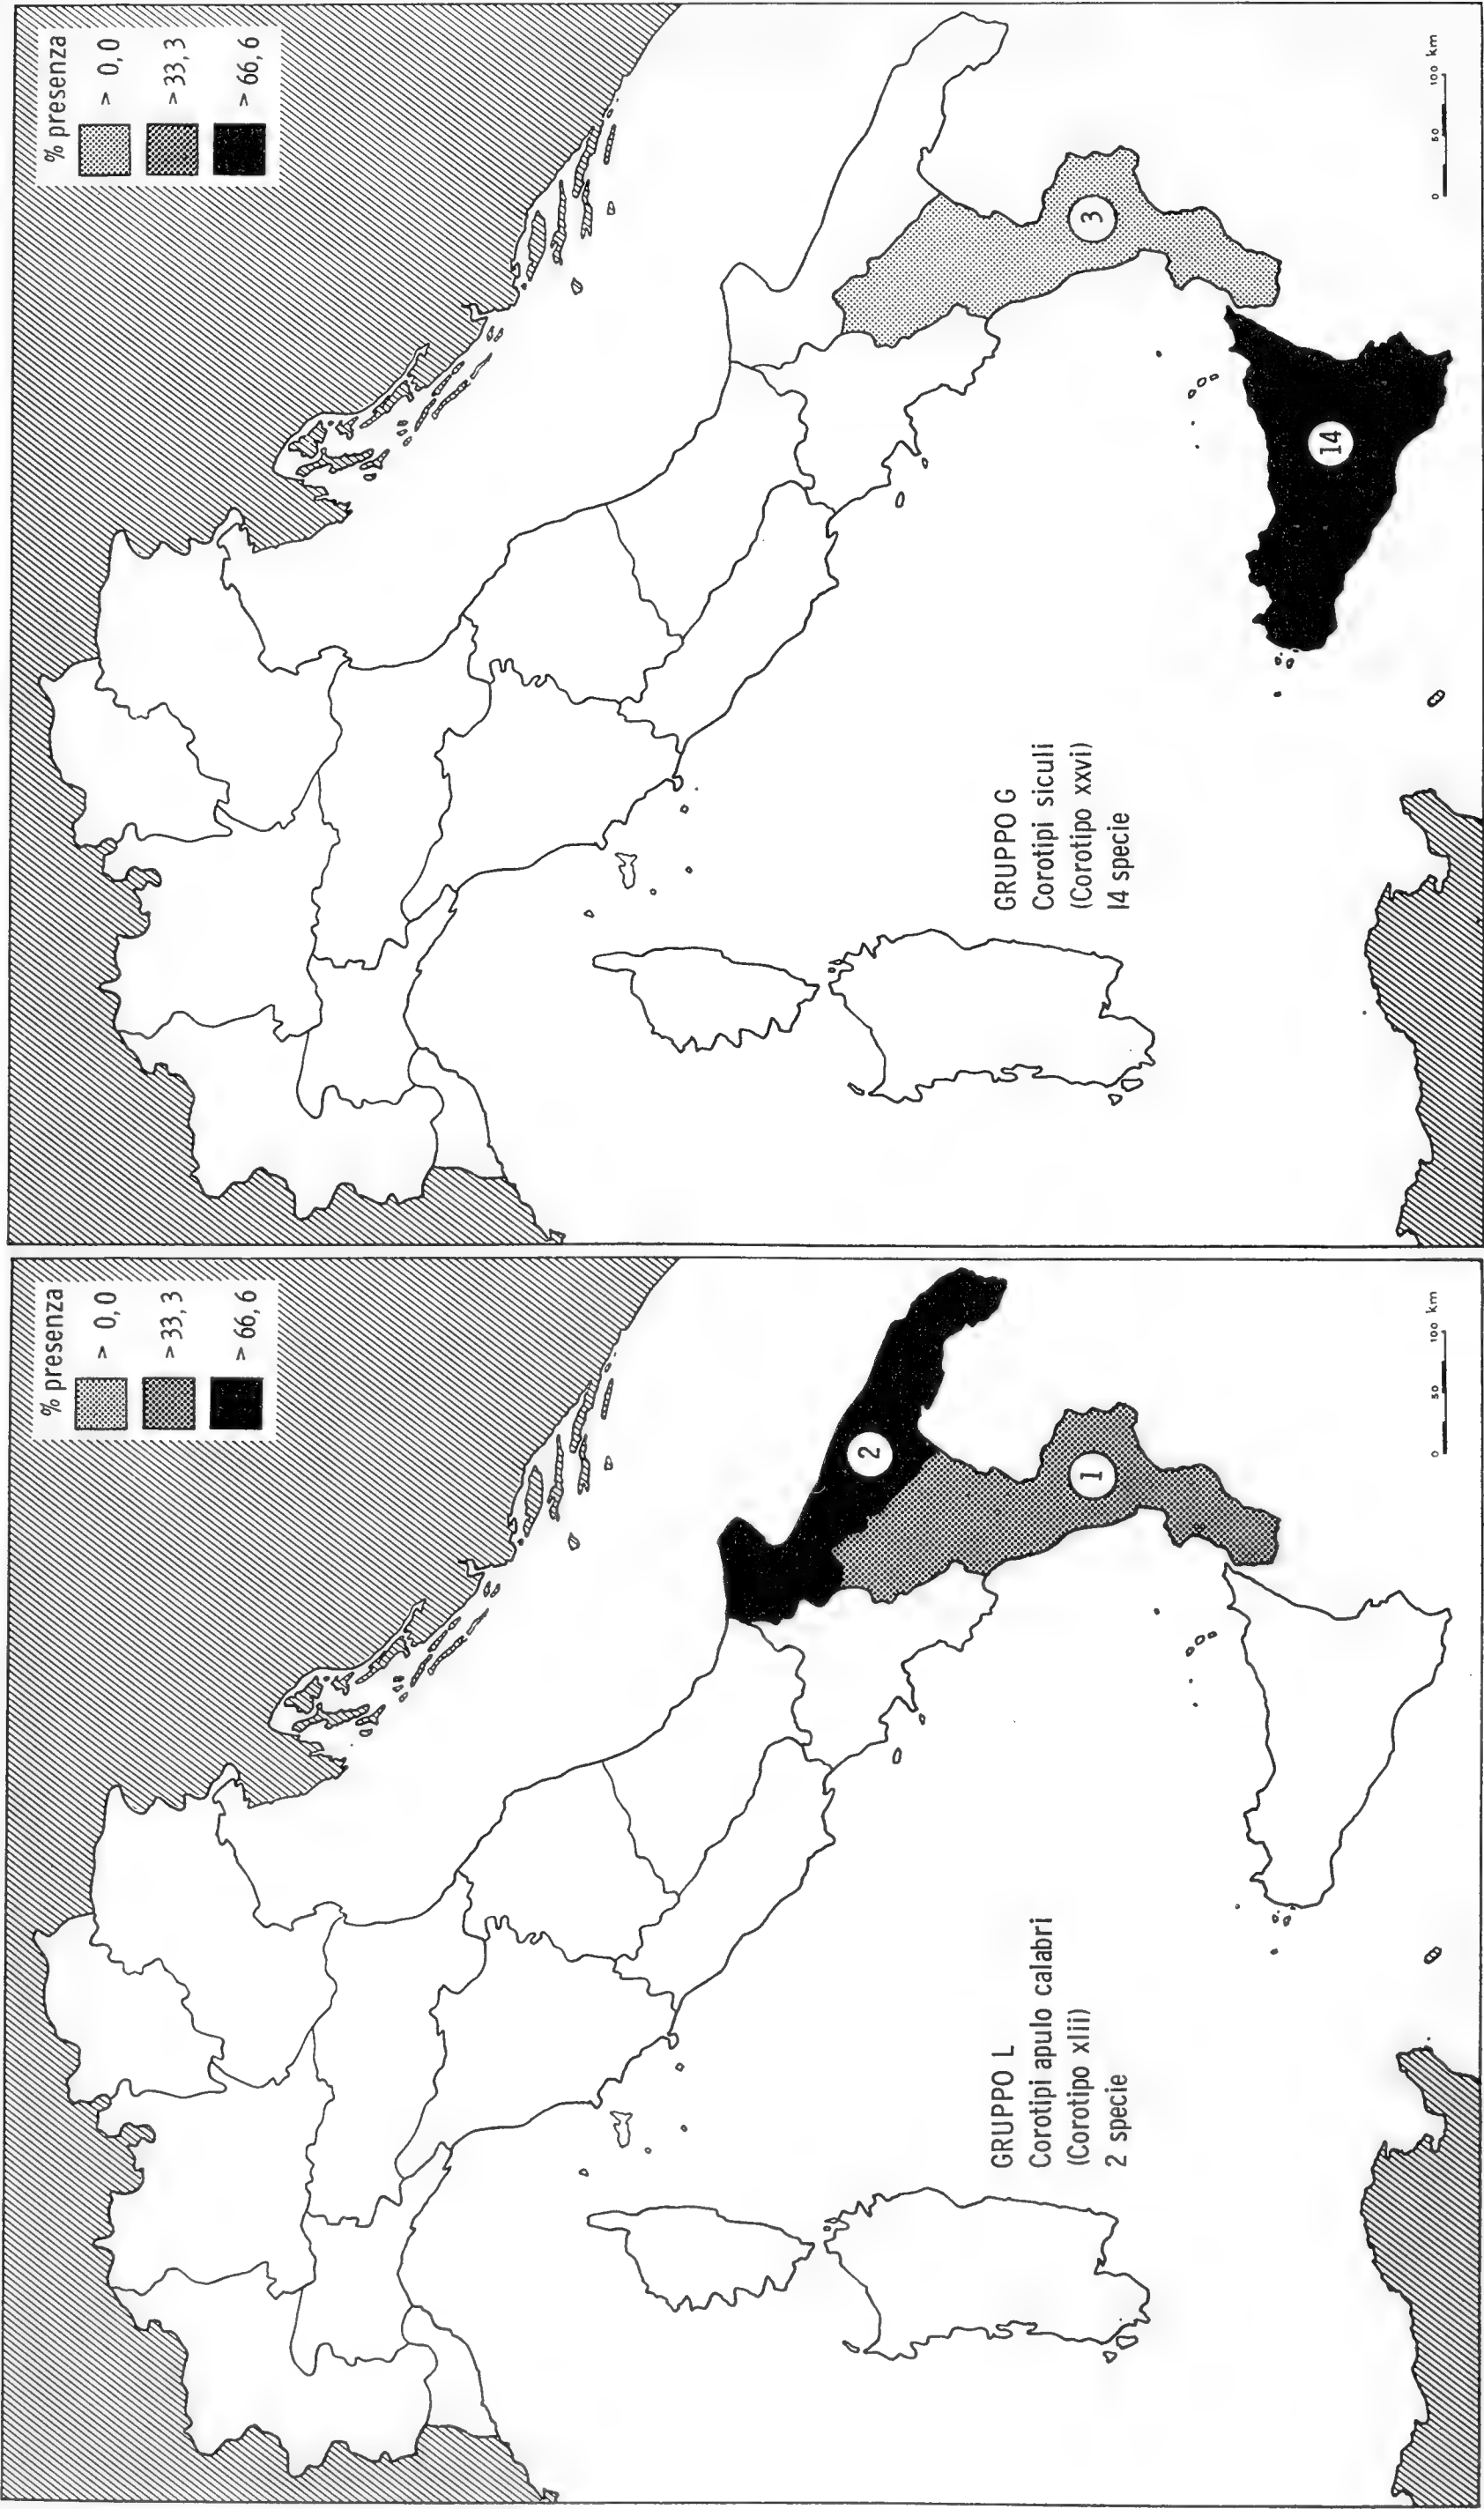 % presenza
> 0,0
> 33,3
> 66,6
2
1
GRUPPO L
Corotipi apulo calabri
(Corotipo xliii)
2 specie
0 50 100 km
% presenza
> 0,0
> 33,3
> 66,6
3
14
GRUPPO G
Corotipi siculi
(Corotipo xxvi)
14 specie
0 50 100 km